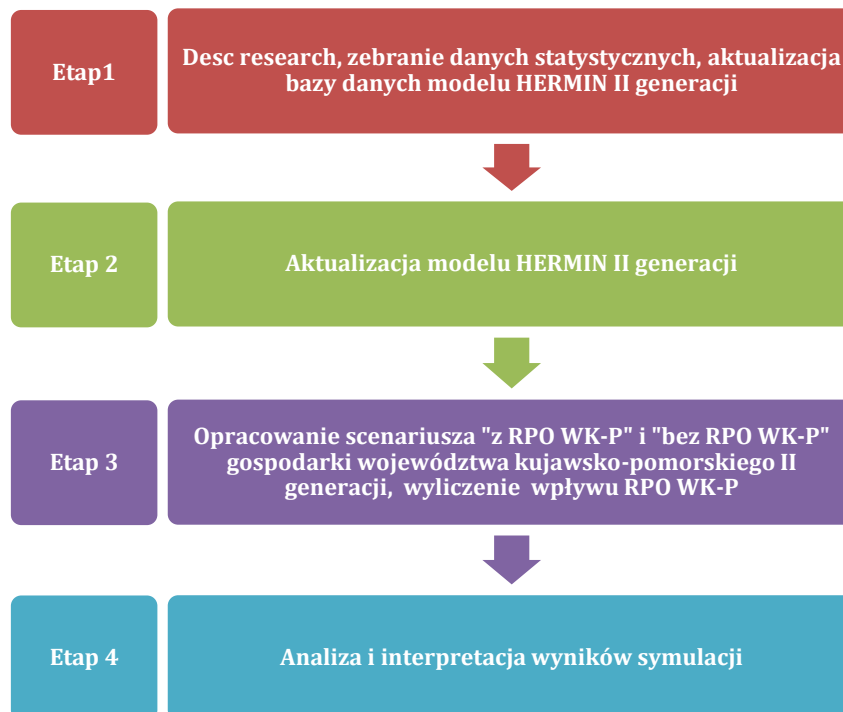 Etap1
Desc research, zebranie danych statystycznych, aktualizacja
bazy danych modelu HERMIN II generacji
Etap 2
Aktualizacja modelu HERMIN II generacji
Etap 3
Opracowanie scenariusza "z RPO WK-P" i "bez RPO WK-P"
gospodarki województwa kujawsko-pomorskiego II
generacji, wyliczenie wpływu RPO WK-P
Etap 4
Analiza i interpretacja wyników symulacji